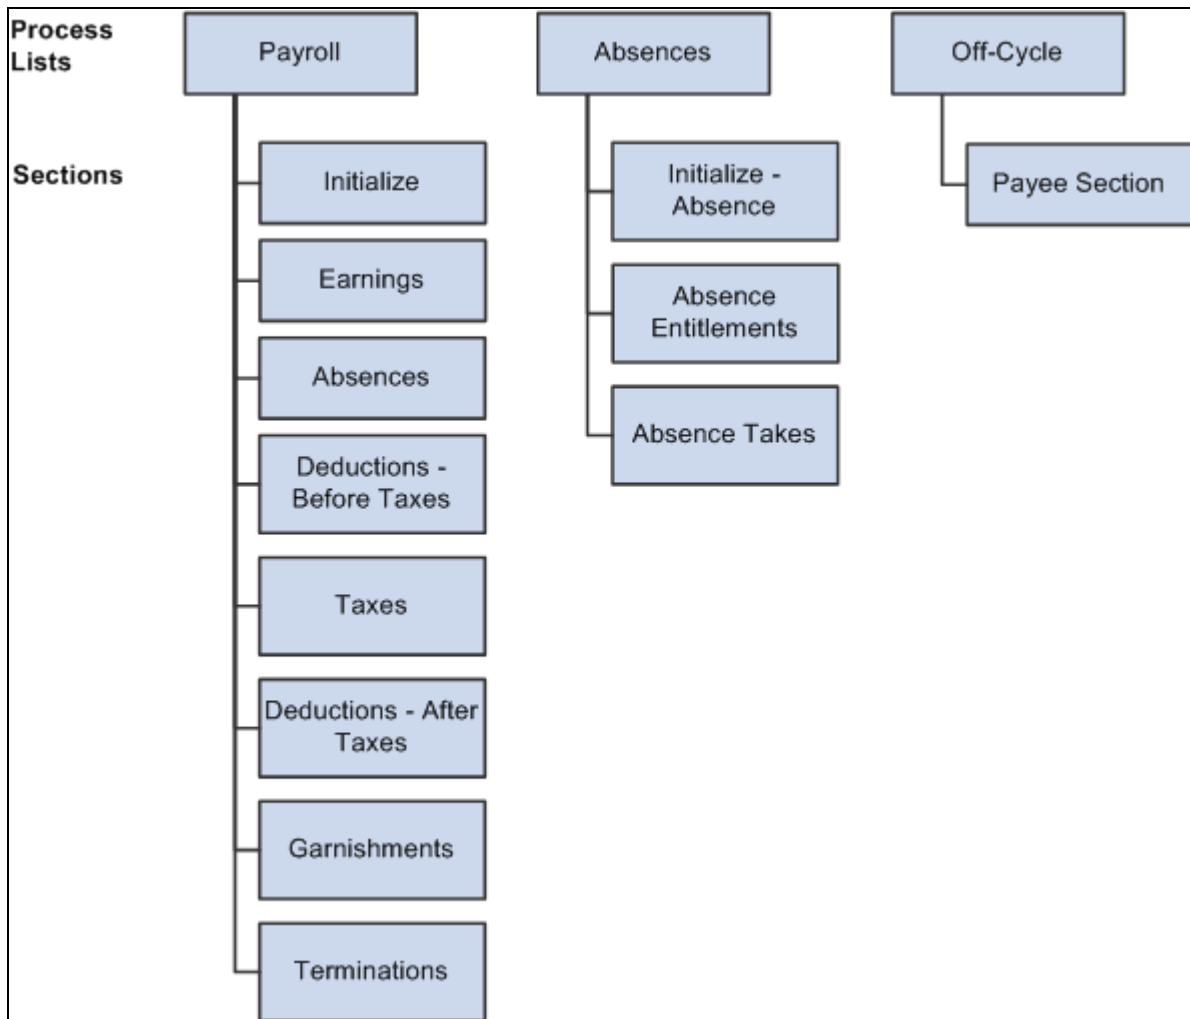 Process
Lists
Payroll
Absences
Off-Cycle
Sections
Initialize
Earnings
Absences
Deductions -
Before Taxes
Taxes
Deductions - After
Taxes
Garnishments
Terminations
Initialize -
Absence
Absence
Entitlements
Absence Takes
Payee Section